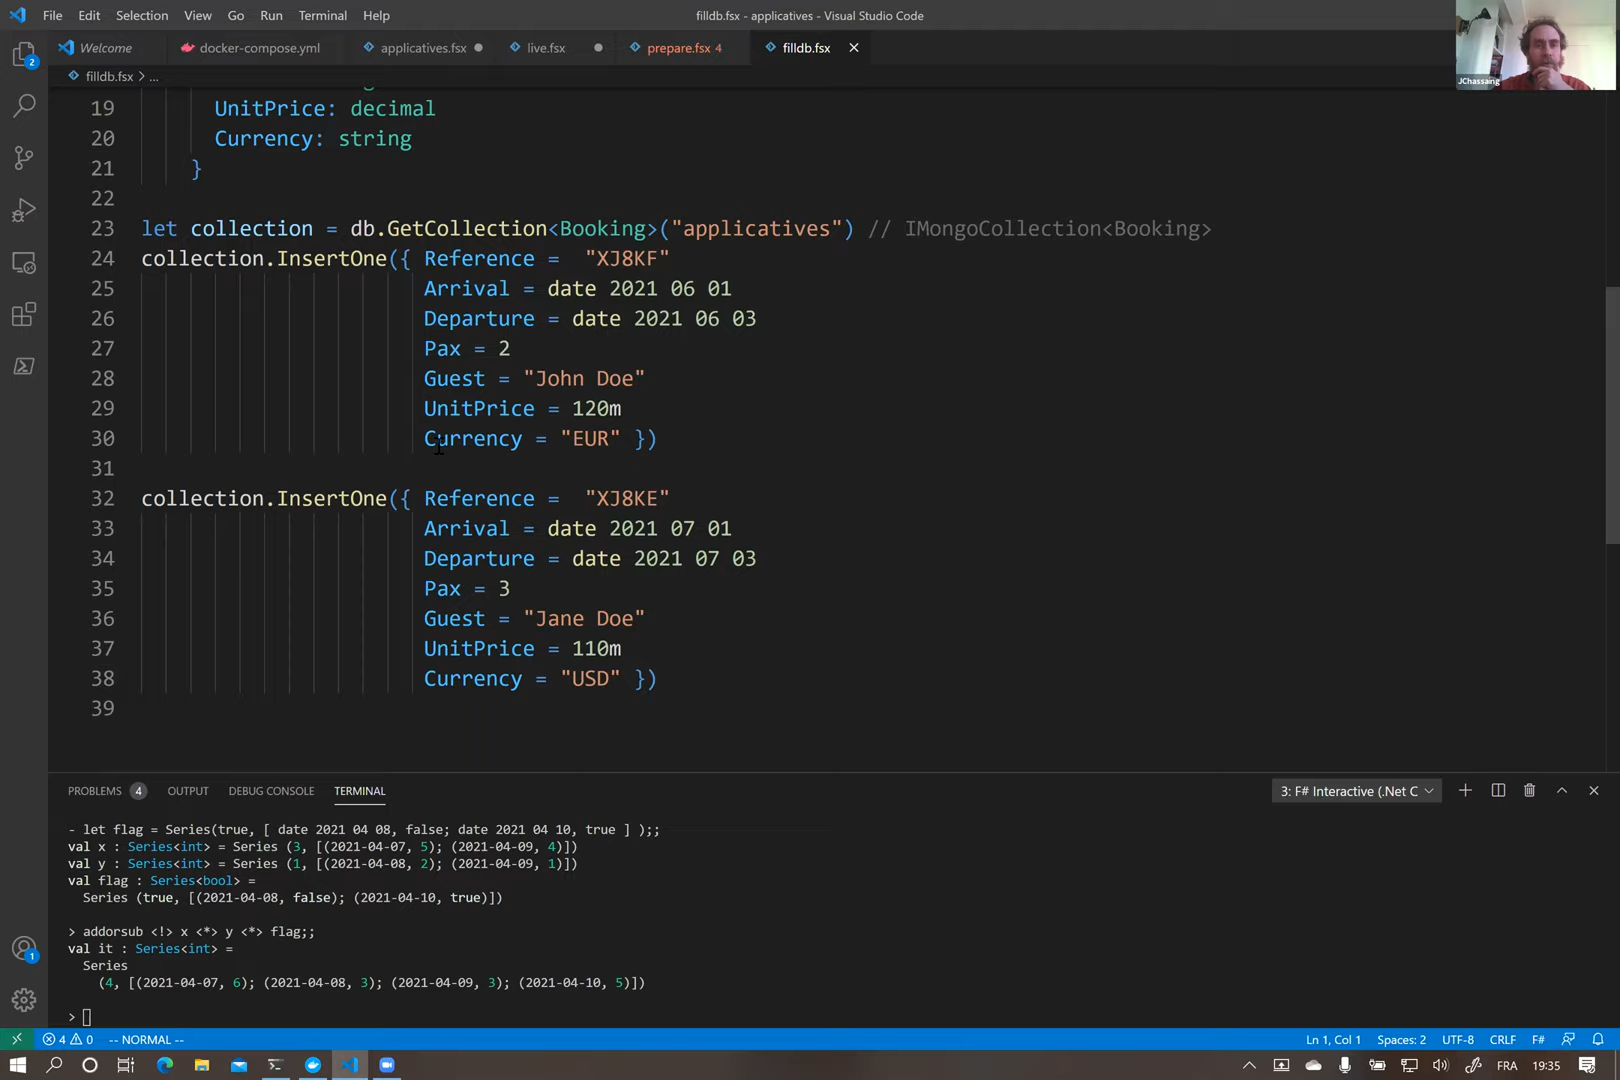 File Edit Selection View Go Run Terminal Help filldb.fsx - applicatives - Visual Studio Code
JChassang
Welcome docker-compose.yml applicatives.fsx live.fsx prepare.fsx 4 filldb.fsx
filldb.fsx > ...
2
19 UnitPrice: decimal
20 Currency: string
21 }
22
23 let collection = db.GetCollection<Booking>("applicatives") // IMongoCollection<Booking>
24 collection.InsertOne({ Reference = "XJ8KF"
25 Arrival = date 2021 06 01
26 Departure = date 2021 06 03
27 Pax = 2
28 Guest = "John Doe"
29 UnitPrice = 120m
30 Currency = "EUR" })
31
32 collection.InsertOne({ Reference = "XJ8KE"
33 Arrival = date 2021 07 01
34 Departure = date 2021 07 03
35 Pax = 3
36 Guest = "Jane Doe"
37 UnitPrice = 110m
38 Currency = "USD" })
39
PROBLEMS 4 OUTPUT DEBUG CONSOLE TERMINAL 3: F# Interactive (.Net C
- let flag = Series(true, [ date 2021 04 08, false; date 2021 04 10, true ] );;
val x : Series<int> = Series (3, [(2021-04-07, 5); (2021-04-09, 4)])
val y : Series<int> = Series (1, [(2021-04-08, 2); (2021-04-09, 1)])
val flag : Series<bool> =
Series (true, [(2021-04-08, false); (2021-04-10, true)])
> addorsub <!> x <*> y <*> flag;;
val it : Series<int> =
Series
(4, [(2021-04-07, 6); (2021-04-08, 3); (2021-04-09, 3); (2021-04-10, 5)])
>
1
4 0 -- NORMAL -- Ln 1, Col 1 Spaces: 2 UTF-8 CRLF F#
FRA 19:35